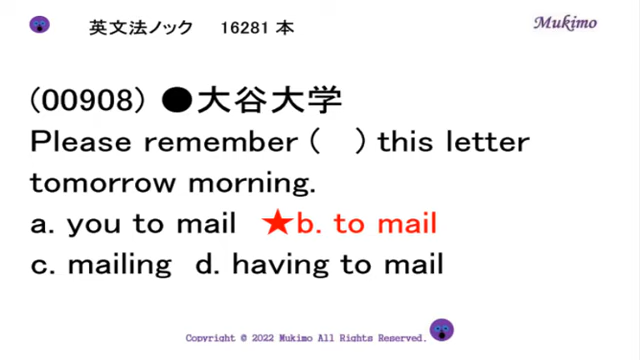 英文法ノック 16281 本
Mukimo
(00908) ●大谷大学
Please remember ( ) this letter
tomorrow morning.
a. you to mail ★b. to mail
c. mailing d. having to mail
Copyright © 2022 Mukimo All Rights Reserved.